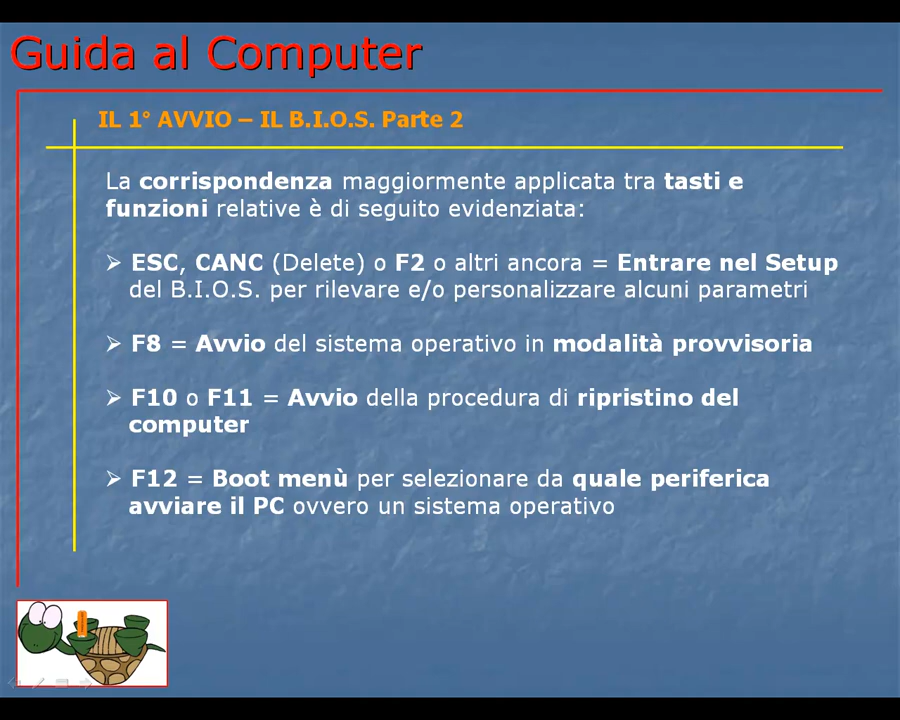 Guida al Computer
IL 1° AVVIO – IL B.I.O.S. Parte 2
La corrispondenza maggiormente applicata tra tasti e
funzioni relative è di seguito evidenziata:
➢ ESC, CANC (Delete) o F2 o altri ancora = Entrare nel Setup
del B.I.O.S. per rilevare e/o personalizzare alcuni parametri
➢ F8 = Avvio del sistema operativo in modalità provvisoria
➢ F10 o F11 = Avvio della procedura di ripristino del
computer
➢ F12 = Boot menù per selezionare da quale periferica
avviare il PC ovvero un sistema operativo